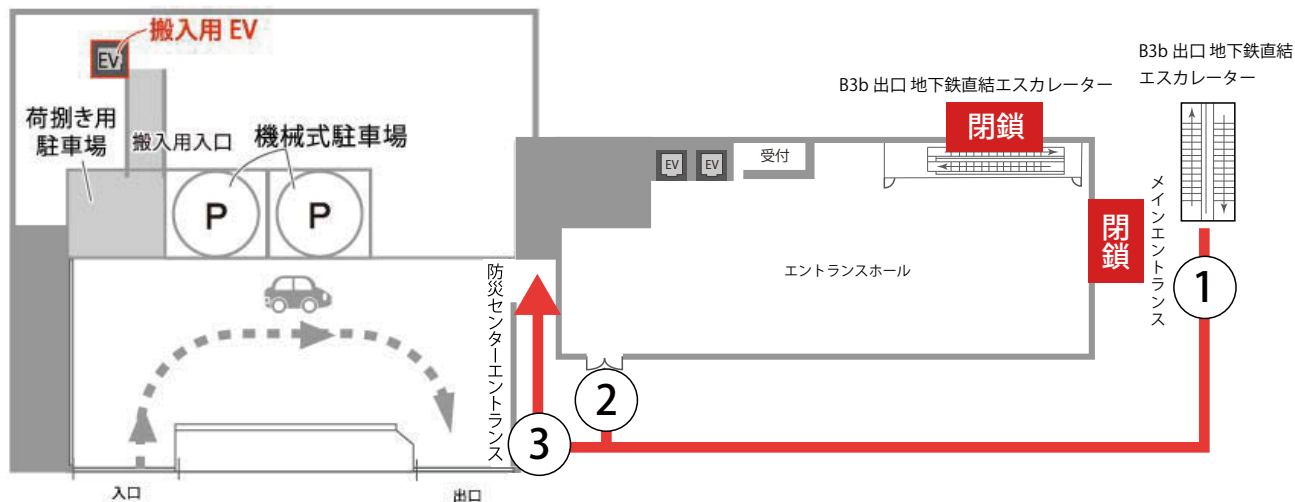 搬入用 EV
EV
荷捌き用
駐車場
搬入用入口
機械式駐車場
P
P
B3b 出口 地下鉄直結エスカレーター
閉鎖
B3b 出口 地下鉄直結
エスカレーター
EV
EV
受付
メインエントランス
閉鎖
エントランスホール
防災センターエントランス
1
2
3
入口
出口